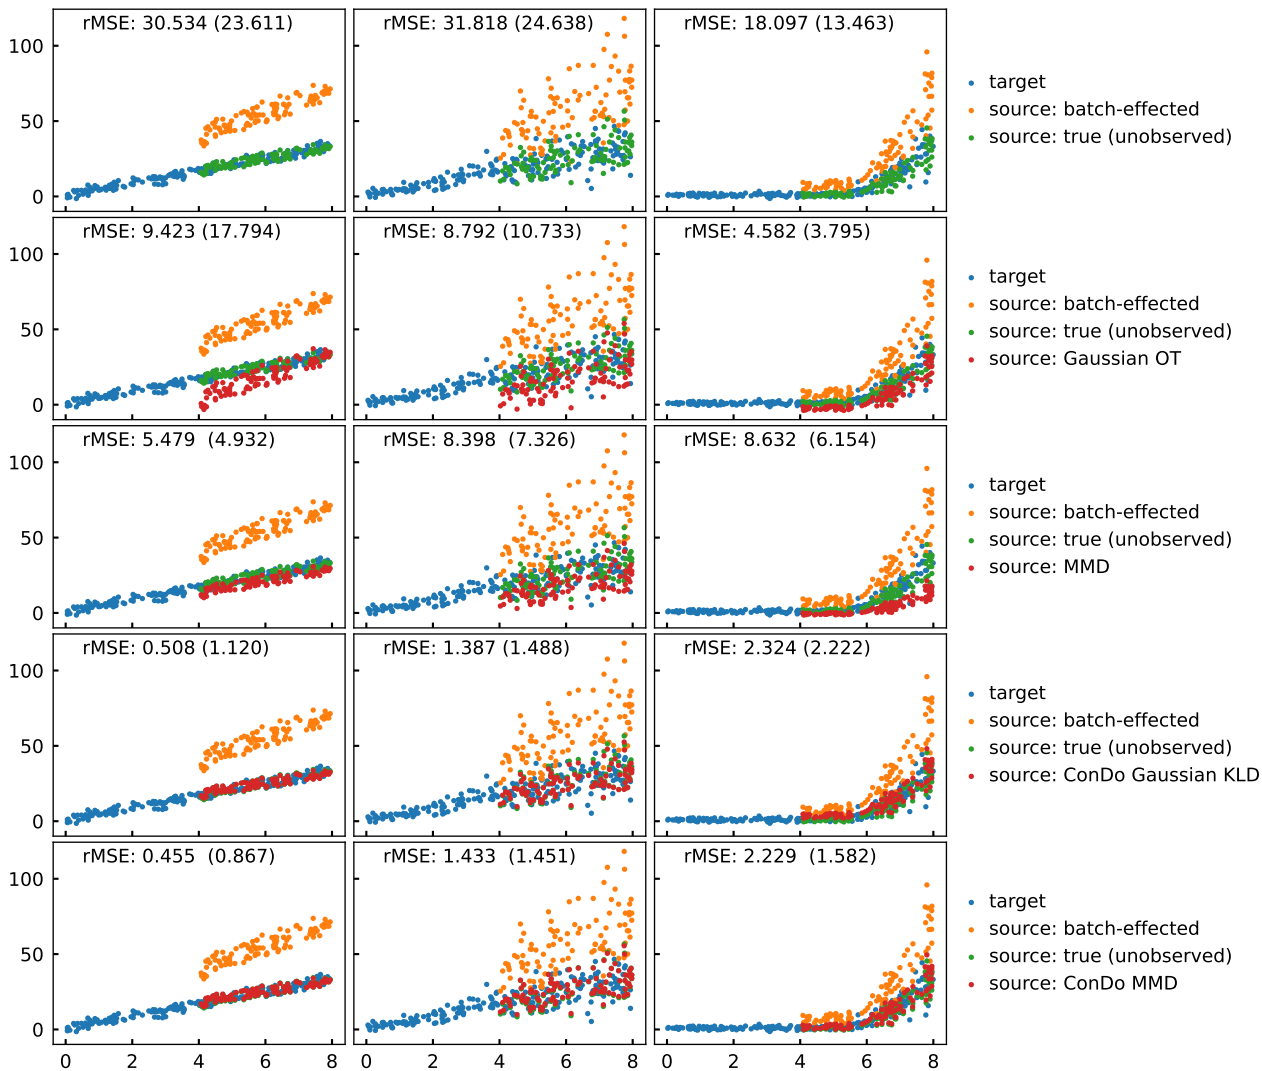 rMSE: 30.534 (23.611)
rMSE: 31.818 (24.638)
rMSE: 18.097 (13.463)
100
50
0
target
source: batch-effected
source: true (unobserved)
rMSE: 9.423 (17.794)
rMSE: 8.792 (10.733)
rMSE: 4.582 (3.795)
100
50
0
target
source: batch-effected
source: true (unobserved)
source: Gaussian OT
rMSE: 5.479 (4.932)
rMSE: 8.398 (7.326)
rMSE: 8.632 (6.154)
100
50
0
target
source: batch-effected
source: true (unobserved)
source: MMD
rMSE: 0.508 (1.120)
rMSE: 1.387 (1.488)
rMSE: 2.324 (2.222)
100
50
0
target
source: batch-effected
source: true (unobserved)
source: ConDo Gaussian KLD
rMSE: 0.455 (0.867)
rMSE: 1.433 (1.451)
rMSE: 2.229 (1.582)
100
50
0
target
source: batch-effected
source: true (unobserved)
source: ConDo MMD
0 2 4 6 8
0 2 4 6 8
0 2 4 6 8